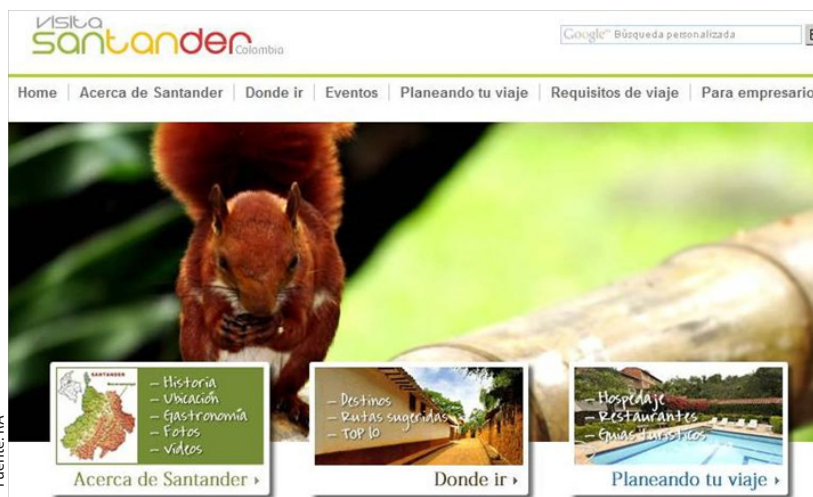 visita
santander
Colombia
Google™ Búsqueda personalizada
Home | Acerca de Santander | Donde ir | Eventos | Planeando tu viaje | Requisitos de viaje | Para empresario
SANTANDER
– Historia
– Ubicación
– Gastronomía
– Fotos
– Videos
Acerca de Santander ›
– Destinos
– Rutas sugeridas
– TOP 10
Donde ir ›
– Hospedaje
– Restaurantes
– Guías turísticos
Planeando tu viaje ›